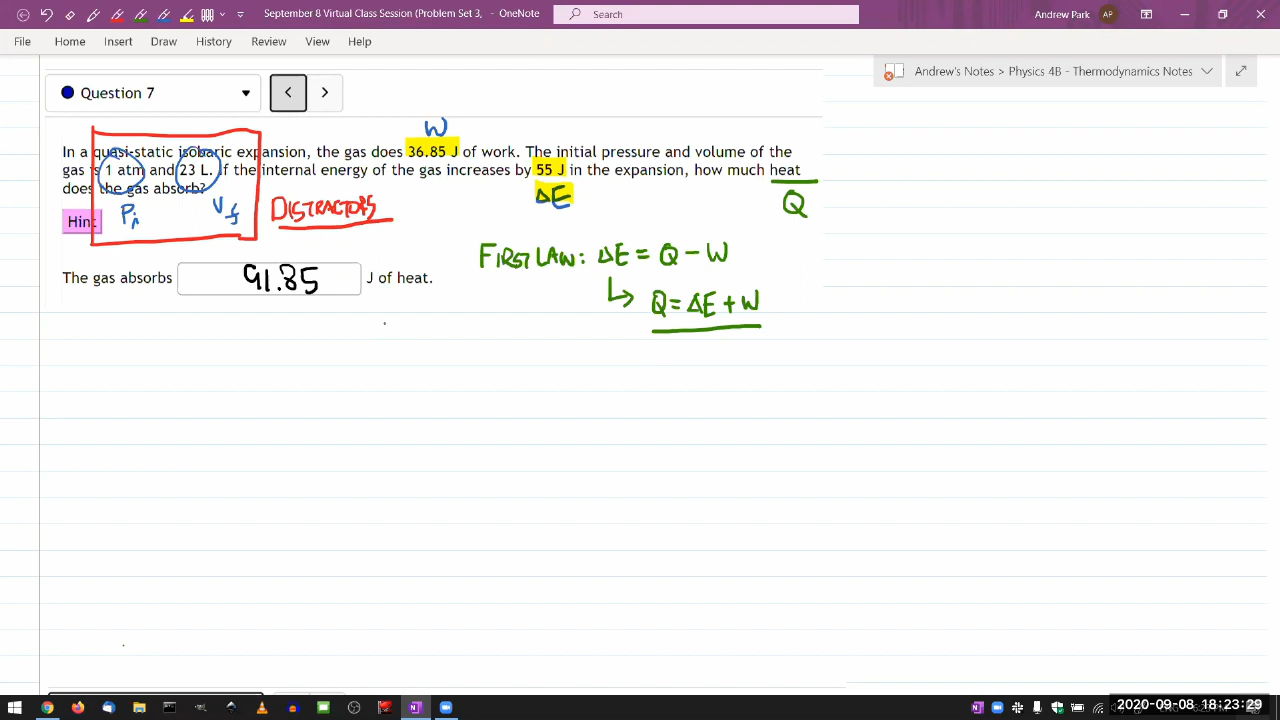 September 8 Virtual Class Session (Problem Set 3, - OneNote
Search
Andrew Park
AP
File Home Insert Draw History Review View Help
Andrew's Notes > Physics 4B - Thermodynamics Notes
Question 7
W
In a quasi-static isobaric expansion, the gas does 36.85 J of work. The initial pressure and volume of the
gas is 1 atm and 23 L. If the internal energy of the gas increases by 55 J in the expansion, how much heat
does the gas absorb?
ΔE
Q
Pi
Vf
DISTRACTORS
Hint
FIRST LAW: ΔE = Q - W
The gas absorbs 91.85 J of heat.
Q = ΔE + W
2020-09-08 18:23:29